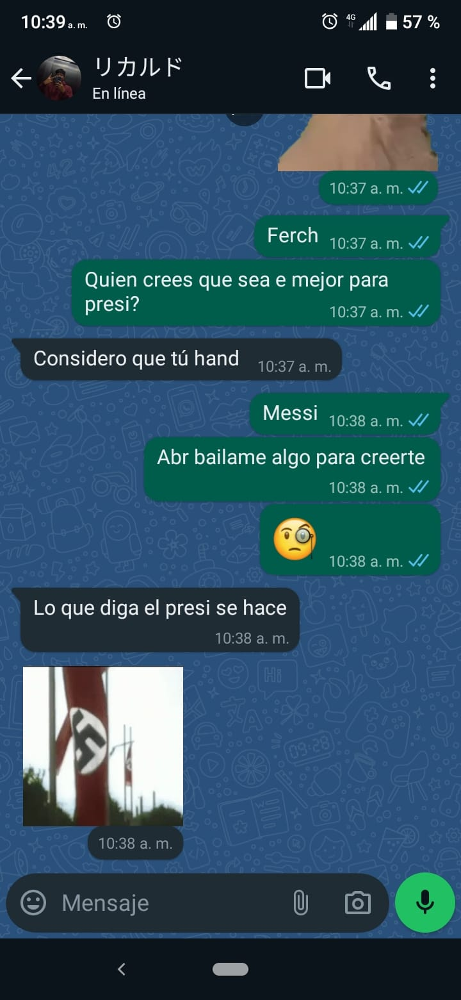 10:39 a. m.
4G
57 %
リカルド
En línea
10:37 a. m.
Ferch
10:37 a. m.
Quien crees que sea e mejor para
presi?
10:37 a. m.
Considero que tú hand
10:37 a. m.
Messi
10:38 a. m.
Abr bailame algo para creerte
10:38 a. m.
10:38 a. m.
Lo que diga el presi se hace
10:38 a. m.
10:38 a. m.
Mensaje